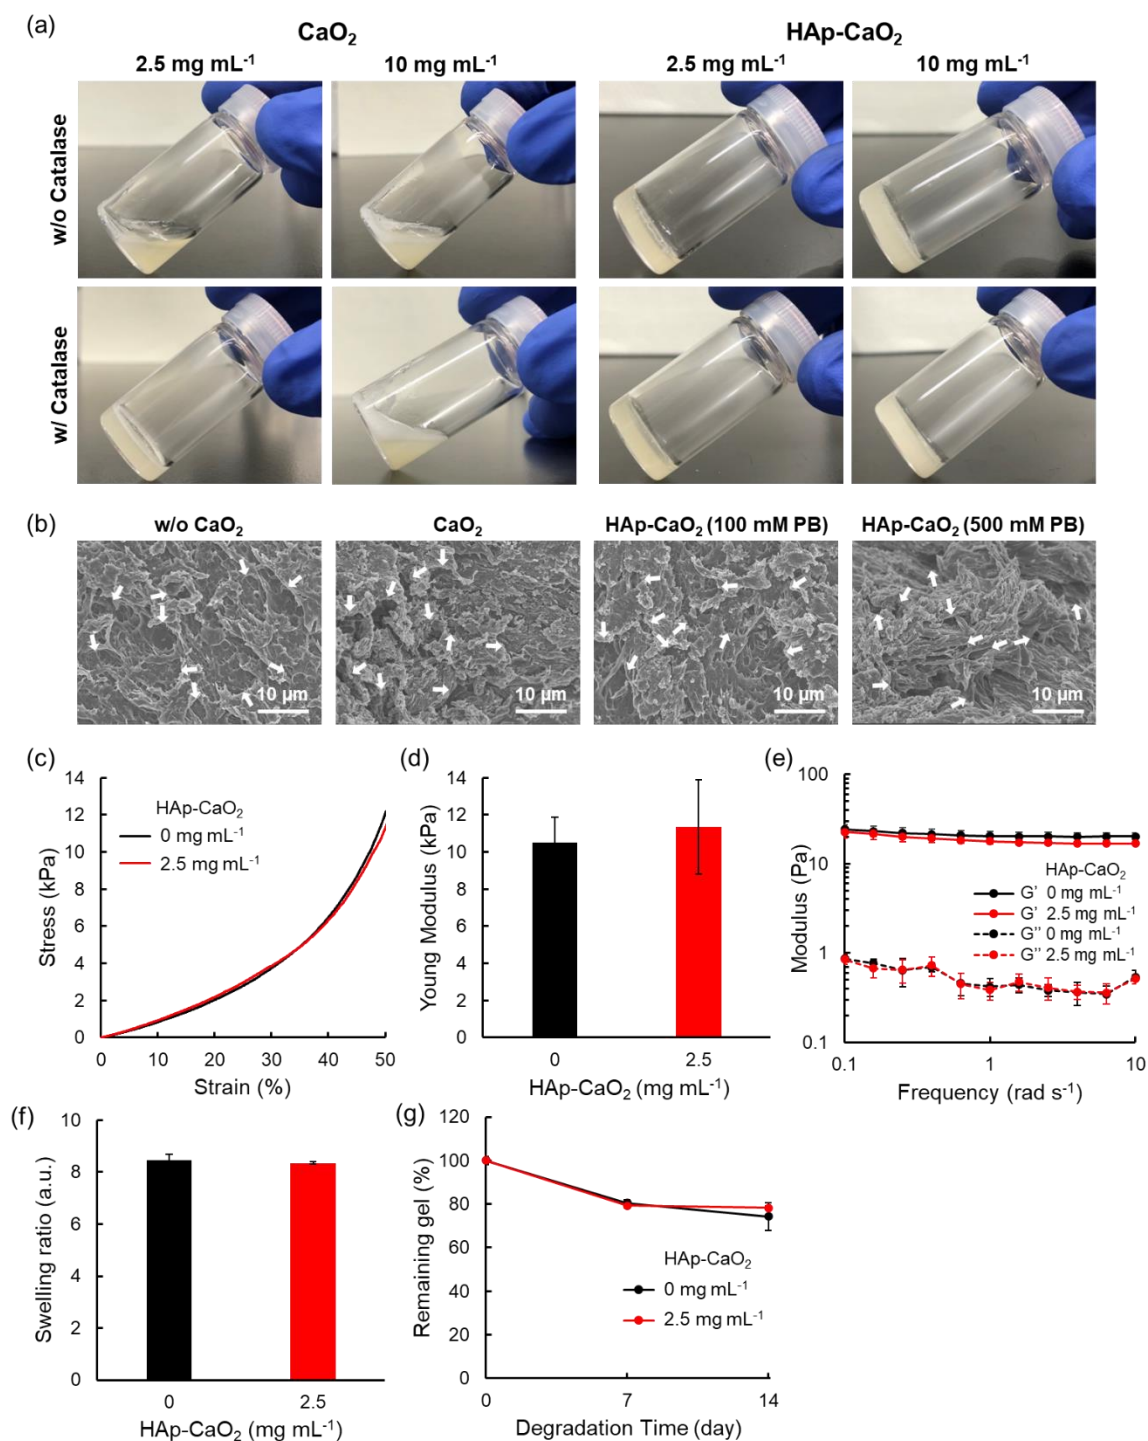 (a)
CaO₂
HAp-CaO₂
2.5 mg mL⁻¹
10 mg mL⁻¹
2.5 mg mL⁻¹
10 mg mL⁻¹
w/o Catalase
w/ Catalase
(b)
w/o CaO₂
CaO₂
HAp-CaO₂ (100 mM PB)
HAp-CaO₂ (500 mM PB)
10 µm
10 µm
10 µm
10 µm
(c)
Stress (kPa)
14
12
10
8
6
4
2
0
HAp-CaO₂
0 mg mL⁻¹
2.5 mg mL⁻¹
0 10 20 30 40 50
Strain (%)
(d)
Young Modulus (kPa)
14
12
10
8
6
4
2
0
0 2.5
HAp-CaO₂ (mg mL⁻¹)
(e)
Modulus (Pa)
100
10
1
0.1
HAp-CaO₂
G' 0 mg mL⁻¹
G' 2.5 mg mL⁻¹
G'' 0 mg mL⁻¹
G'' 2.5 mg mL⁻¹
0.1 1 10
Frequency (rad s⁻¹)
(f)
Swelling ratio (a.u.)
10
8
6
4
2
0
0 2.5
HAp-CaO₂ (mg mL⁻¹)
(g)
Remaining gel (%)
120
100
80
60
40
20
0
HAp-CaO₂
0 mg mL⁻¹
2.5 mg mL⁻¹
0 7 14
Degradation Time (day)